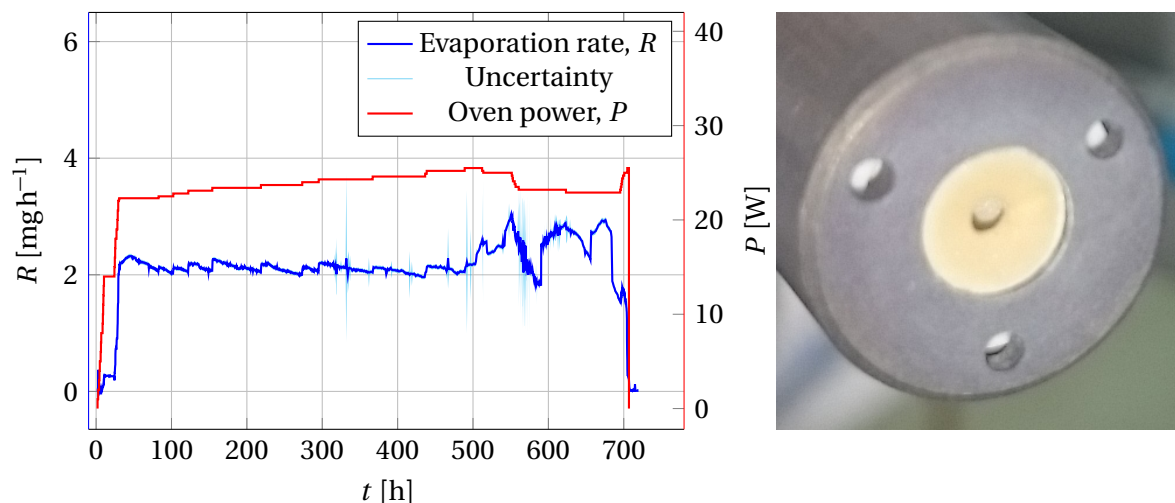 Evaporation rate, R
Uncertainty
Oven power, P
6
4
2
0
R [mgh⁻¹]
40
30
20
10
0
P [W]
0 100 200 300 400 500 600 700
t [h]